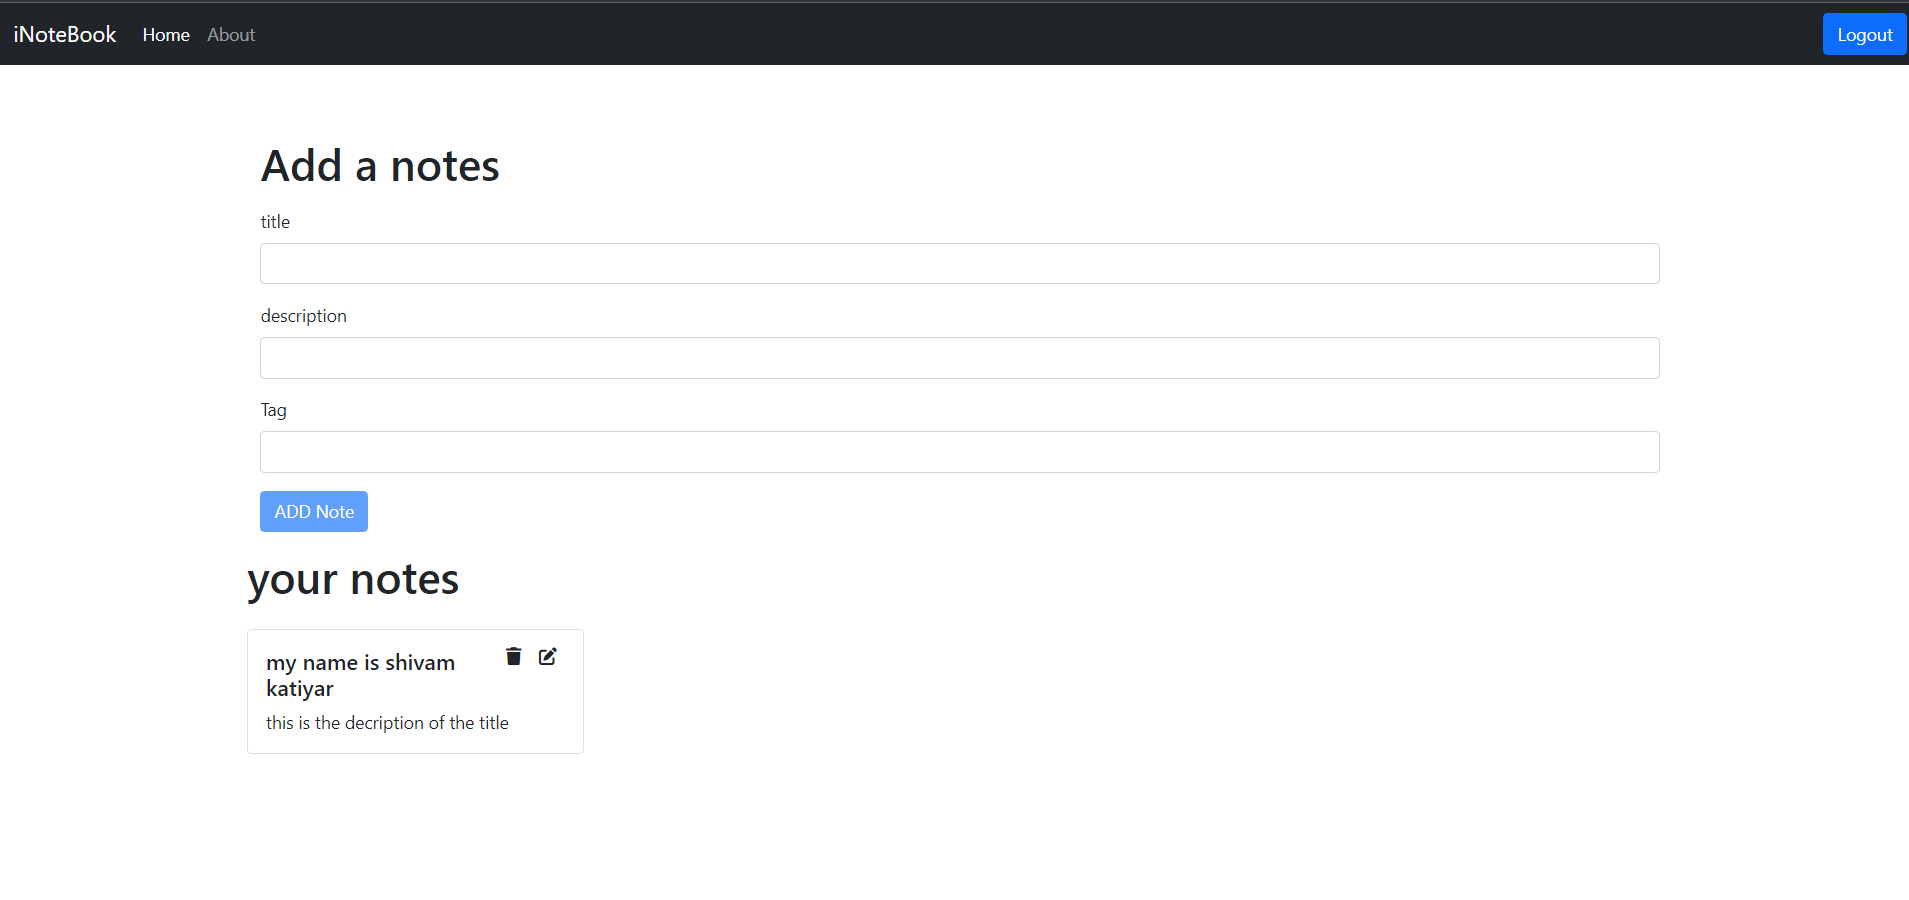 iNoteBook Home About Logout
Add a notes
title
description
Tag
ADD Note
your notes
my name is shivam
katiyar
this is the decription of the title